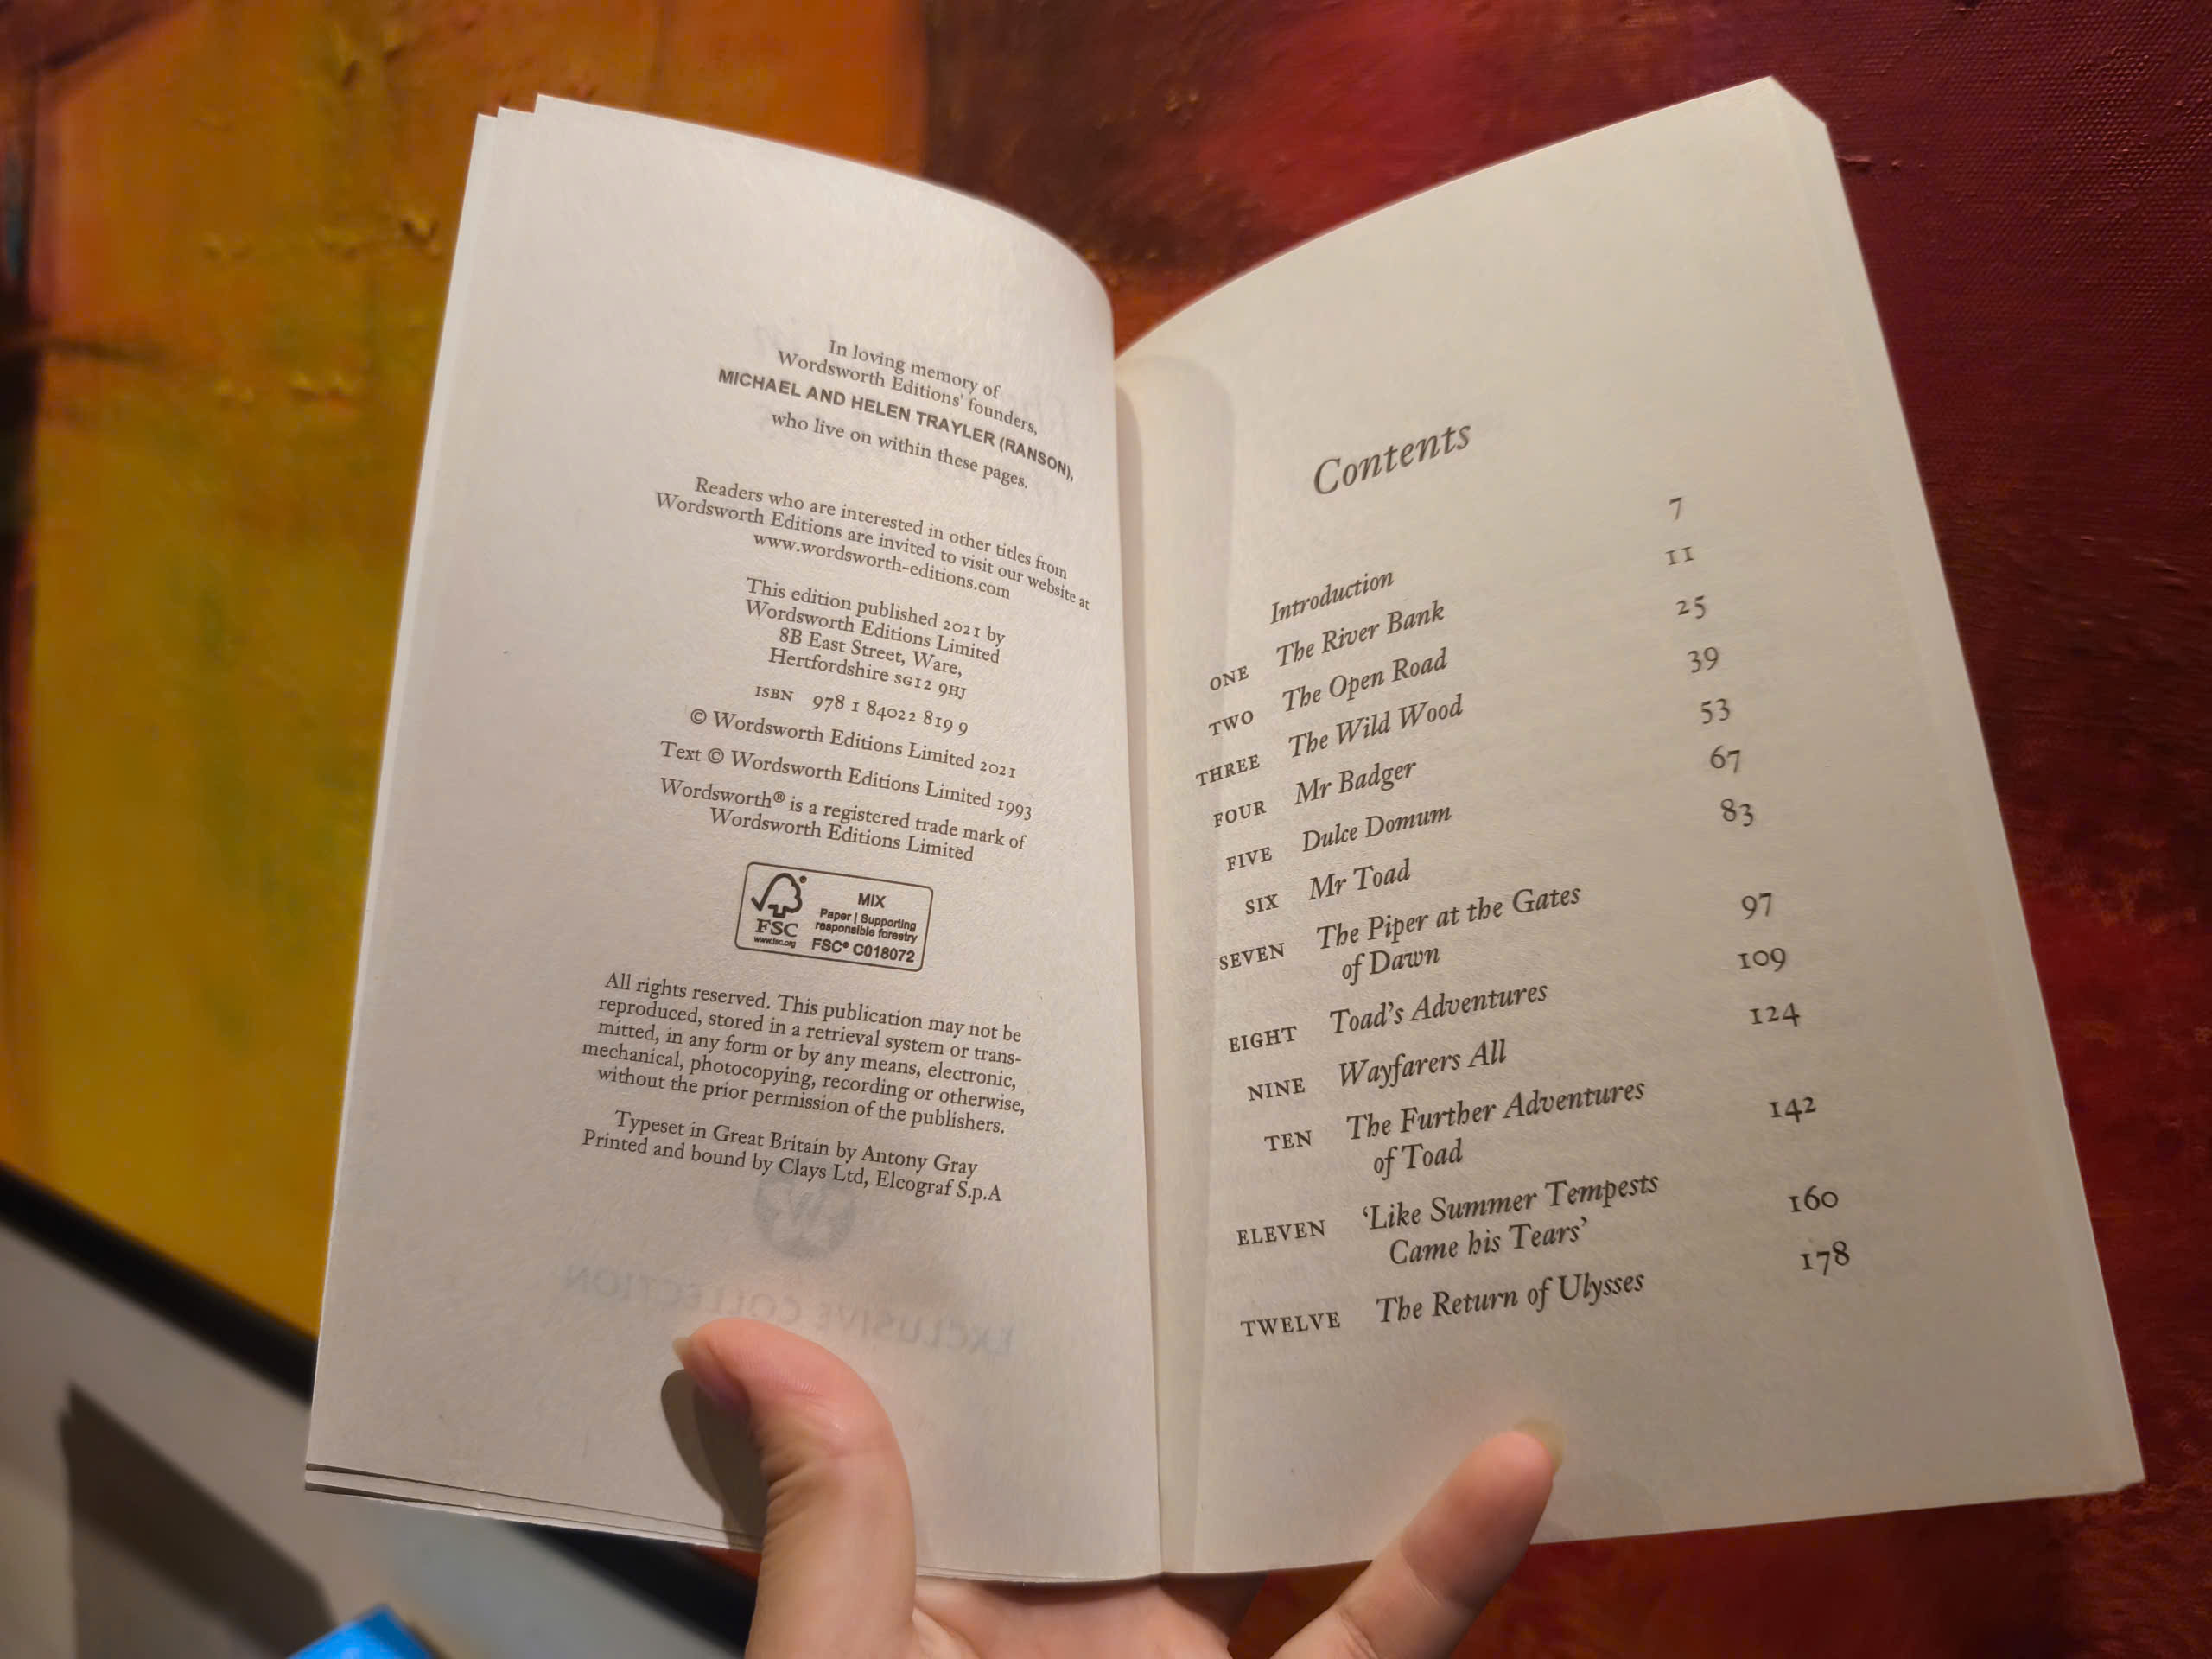 In loving memory of
Wordsworth Editions' founders,
MICHAEL AND HELEN TRAYLER (RANSON),
who live on within these pages.
Readers who are interested in other titles from
Wordsworth Editions are invited to visit our website at
www.wordsworth-editions.com
This edition published 2021 by
Wordsworth Editions Limited
8B East Street, Ware,
Hertfordshire SG12 9HJ
ISBN 978 1 84022 819 9
© Wordsworth Editions Limited 2021
Text © Wordsworth Editions Limited 1993
Wordsworth® is a registered trade mark of
Wordsworth Editions Limited
FSC
www.fsc.org
MIX
Paper | Supporting
responsible forestry
FSC® C018072
All rights reserved. This publication may not be
reproduced, stored in a retrieval system or trans-
mitted, in any form or by any means, electronic,
mechanical, photocopying, recording or otherwise,
without the prior permission of the publishers.
Typeset in Great Britain by Antony Gray
Printed and bound by Clays Ltd, Elcograf S.p.A
EXCLUSIVE COLLECTION
Contents
Introduction 7
ONE The River Bank 11
TWO The Open Road 25
THREE The Wild Wood 39
FOUR Mr Badger 53
FIVE Dulce Domum 67
SIX Mr Toad 83
SEVEN The Piper at the Gates
of Dawn 97
EIGHT Toad's Adventures 109
NINE Wayfarers All 124
TEN The Further Adventures
of Toad 142
ELEVEN 'Like Summer Tempests
Came his Tears' 160
TWELVE The Return of Ulysses 178